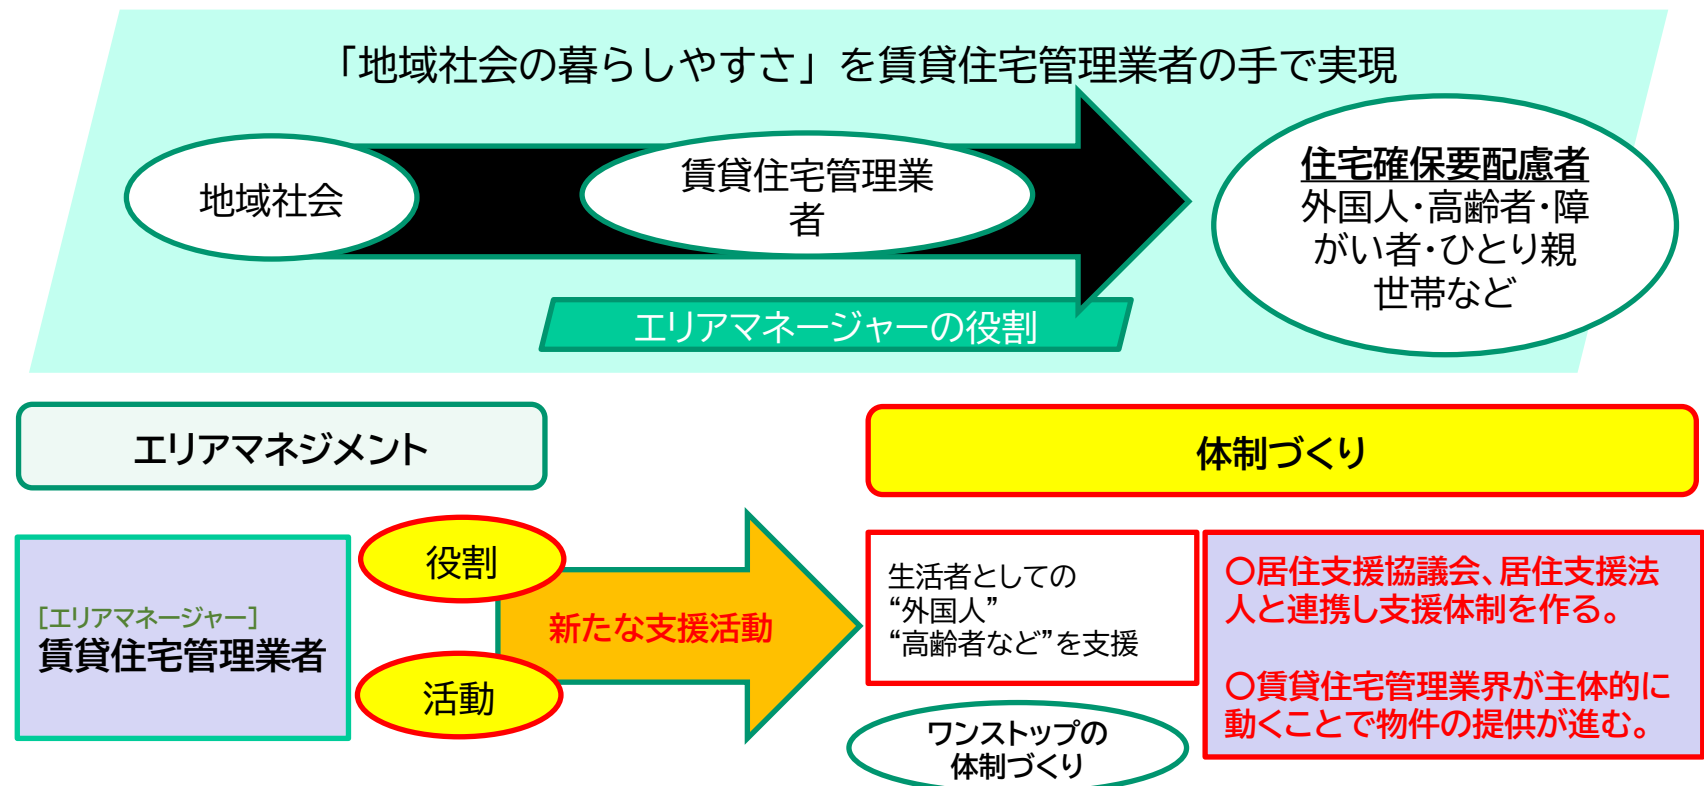 「地域社会の暮らしやすさ」を賃貸住宅管理業者の手で実現
地域社会
賃貸住宅管理業
者
住宅確保要配慮者
外国人・高齢者・障
がい者・ひとり親
世帯など
エリアマネージャーの役割
エリアマネジメント
体制づくり
[エリアマネージャー]
賃貸住宅管理業者
役割
活動
新たな支援活動
生活者としての
“外国人”
“高齢者など”を支援
ワンストップの
体制づくり
〇居住支援協議会、居住支援法
人と連携し支援体制を作る。
〇賃貸住宅管理業界が主体的に
動くことで物件の提供が進む。